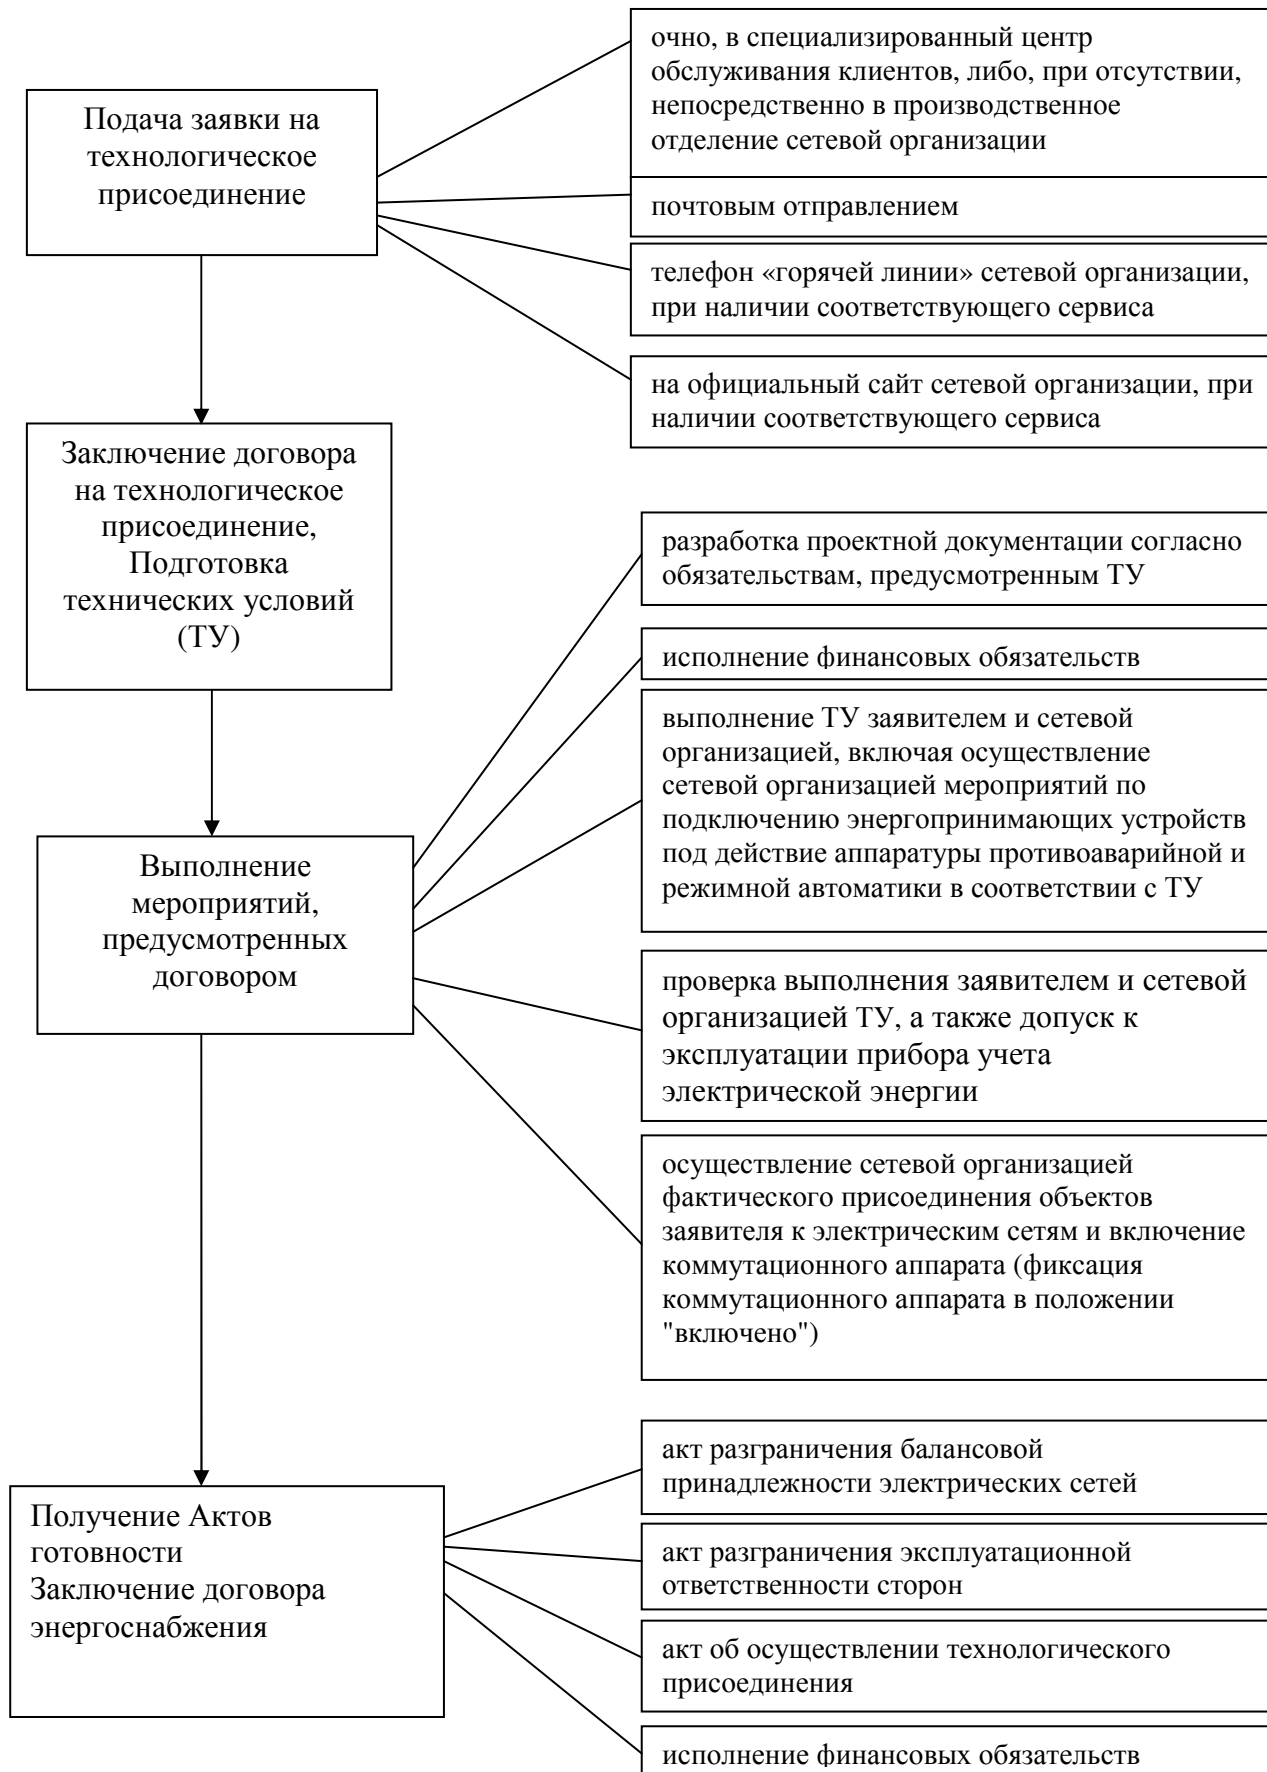 Подача заявки на
технологическое
присоединение
очно, в специализированный центр
обслуживания клиентов, либо, при отсутствии,
непосредственно в производственное
отделение сетевой организации
почтовым отправлением
телефон «горячей линии» сетевой организации,
при наличии соответствующего сервиса
на официальный сайт сетевой организации, при
наличии соответствующего сервиса
Заключение договора
на технологическое
присоединение,
Подготовка
технических условий
(ТУ)
разработка проектной документации согласно
обязательствам, предусмотренным ТУ
исполнение финансовых обязательств
выполнение ТУ заявителем и сетевой
организацией, включая осуществление
сетевой организацией мероприятий по
подключению энергопринимающих устройств
под действие аппаратуры противоаварийной и
режимной автоматики в соответствии с ТУ
Выполнение
мероприятий,
предусмотренных
договором
проверка выполнения заявителем и сетевой
организацией ТУ, а также допуск к
эксплуатации прибора учета
электрической энергии
осуществление сетевой организацией
фактического присоединения объектов
заявителя к электрическим сетям и включение
коммутационного аппарата (фиксация
коммутационного аппарата в положении
"включено")
Получение Актов
готовности
Заключение договора
энергоснабжения
акт разграничения балансовой
принадлежности электрических сетей
акт разграничения эксплуатационной
ответственности сторон
акт об осуществлении технологического
присоединения
исполнение финансовых обязательств